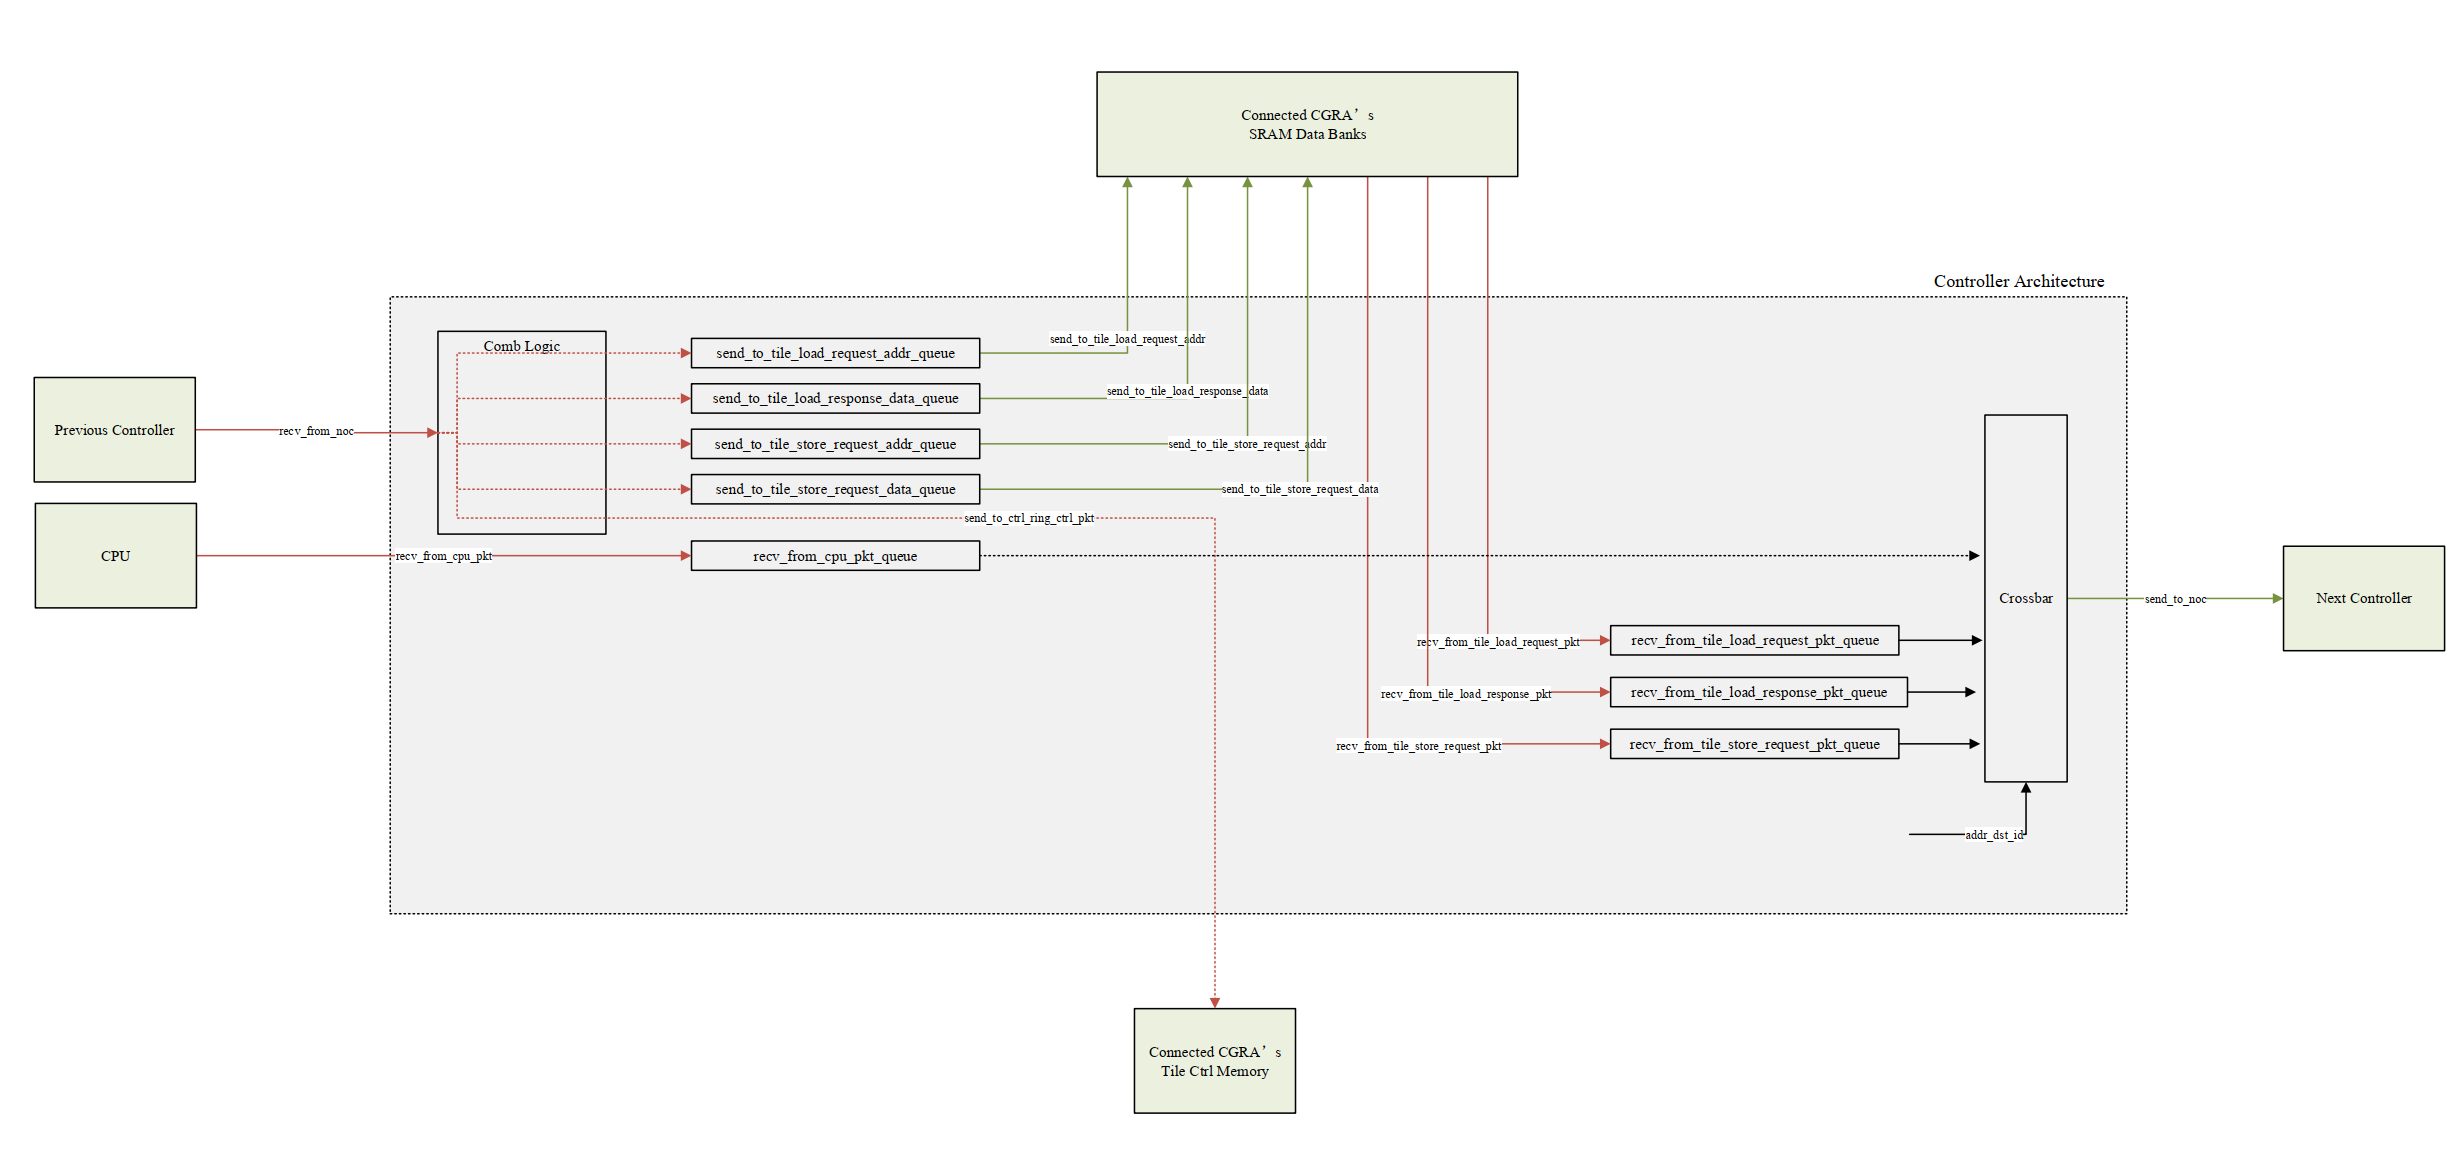 Connected CGRA’s
SRAM Data Banks
Controller Architecture
Comb Logic
send_to_tile_load_request_addr_queue
send_to_tile_load_request_addr
send_to_tile_load_response_data_queue
send_to_tile_load_response_data
Previous Controller
recv_from_noc
send_to_tile_store_request_addr_queue
send_to_tile_store_request_addr
send_to_tile_store_request_data_queue
send_to_tile_store_request_data
send_to_ctrl_ring_ctrl_pkt
CPU
recv_from_cpu_pkt
recv_from_cpu_pkt_queue
Crossbar
send_to_noc
Next Controller
recv_from_tile_load_request_pkt
recv_from_tile_load_request_pkt_queue
recv_from_tile_load_response_pkt
recv_from_tile_load_response_pkt_queue
recv_from_tile_store_request_pkt
recv_from_tile_store_request_pkt_queue
addr_dst_id
Connected CGRA’s
Tile Ctrl Memory